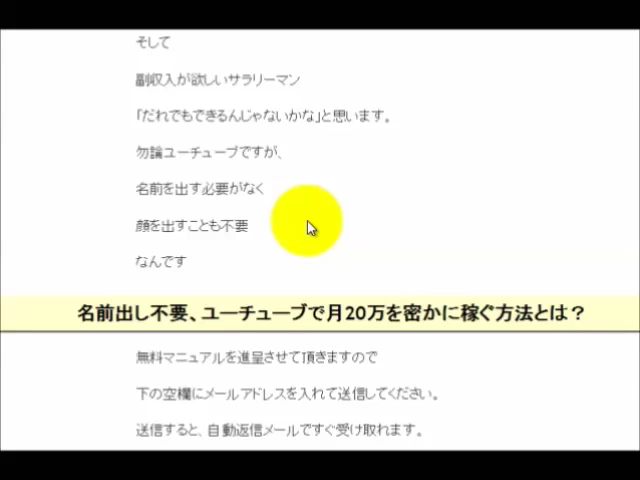 そして
副収入が欲しいサラリーマン
「だれでもできるんじゃないかな」と思います。
勿論ユーチューブですが、
名前を出す必要がなく
顔を出すことも不要
なんです
名前出し不要、ユーチューブで月20万を密かに稼ぐ方法とは？
無料マニュアルを進呈させて頂きますので
下の空欄にメールアドレスを入れて送信してください。
送信すると、自動返信メールですぐ受け取れます。